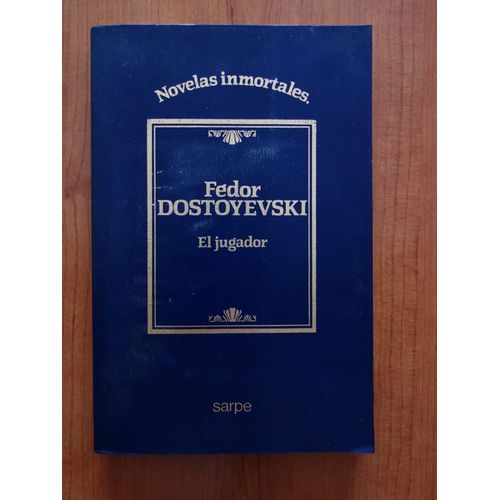 Novelas inmortales.
Fedor
DOSTOYEVSKI
El jugador
sarpe